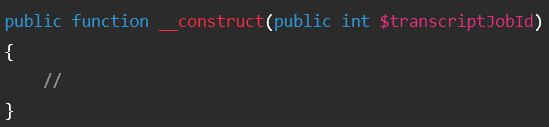 public function __construct(public int $transcriptJobId)
{
    //
}